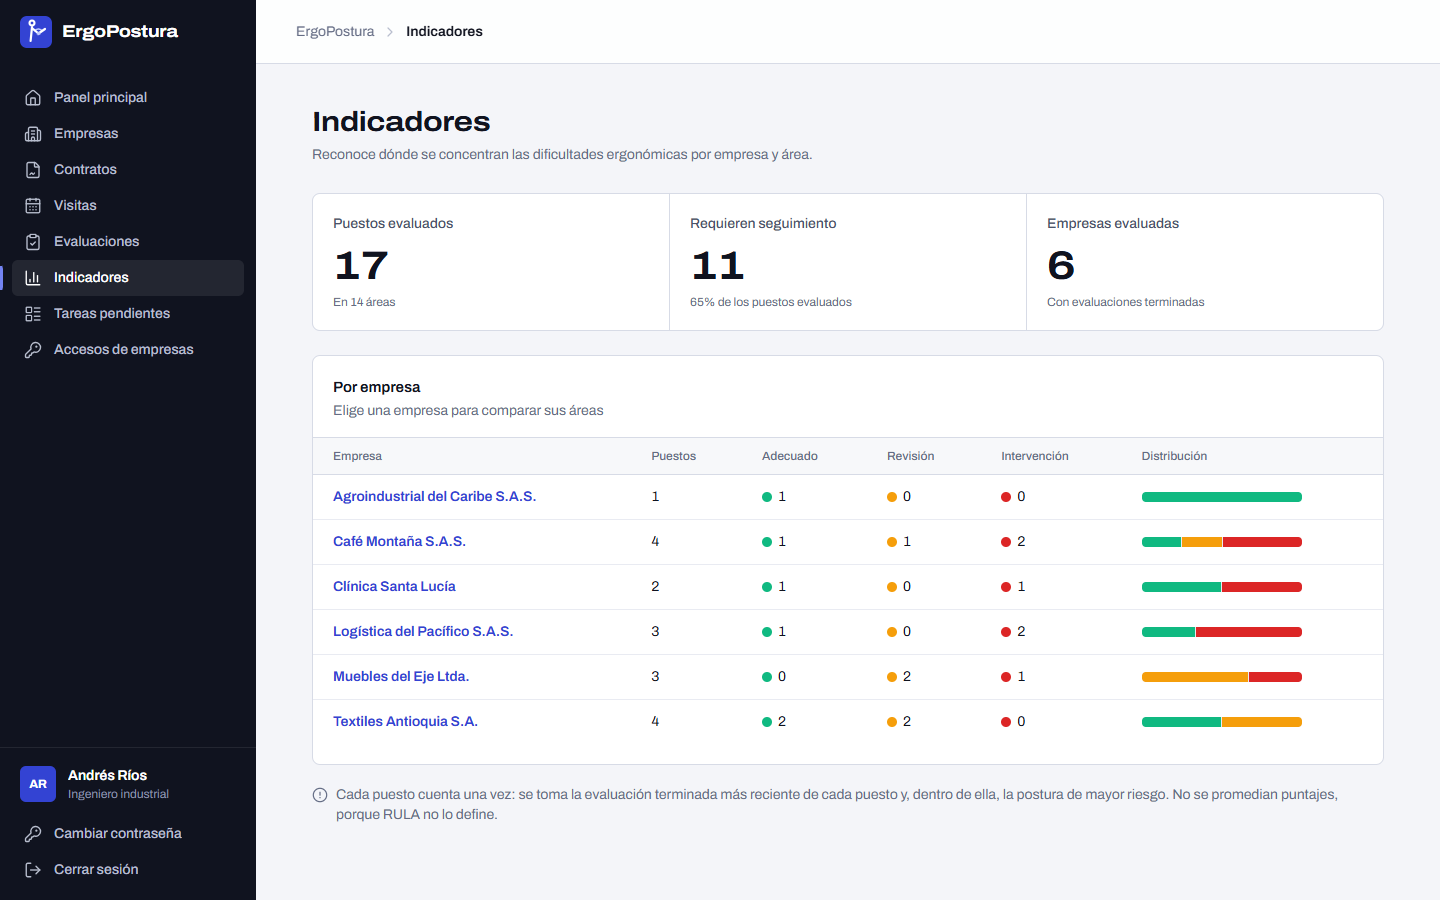 ErgoPostura
Panel principal
Empresas
Contratos
Visitas
Evaluaciones
Indicadores
Tareas pendientes
Accesos de empresas
AR
Andrés Ríos
Ingeniero industrial
Cambiar contraseña
Cerrar sesión
ErgoPostura > Indicadores
Indicadores
Reconoce dónde se concentran las dificultades ergonómicas por empresa y área.
Puestos evaluados
17
En 14 áreas
Requieren seguimiento
11
65% de los puestos evaluados
Empresas evaluadas
6
Con evaluaciones terminadas
Por empresa
Elige una empresa para comparar sus áreas
Empresa Puestos Adecuado Revisión Intervención Distribución
Agroindustrial del Caribe S.A.S. 1 1 0 0
Café Montaña S.A.S. 4 1 1 2
Clínica Santa Lucía 2 1 0 1
Logística del Pacífico S.A.S. 3 1 0 2
Muebles del Eje Ltda. 3 0 2 1
Textiles Antioquia S.A. 4 2 2 0
Cada puesto cuenta una vez: se toma la evaluación terminada más reciente de cada puesto y, dentro de ella, la postura de mayor riesgo. No se promedian puntajes,
porque RULA no lo define.